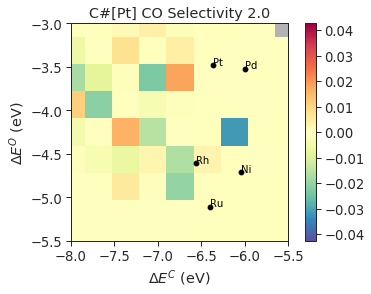 C#[Pt] CO Selectivity 2.0
−3.0
−3.5
−4.0
−4.5
−5.0
−5.5
ΔE^O (eV)
Pt
Pd
Rh
Ni
Ru
−8.0 −7.5 −7.0 −6.5 −6.0 −5.5
ΔE^C (eV)
0.04
0.03
0.02
0.01
0.00
−0.01
−0.02
−0.03
−0.04